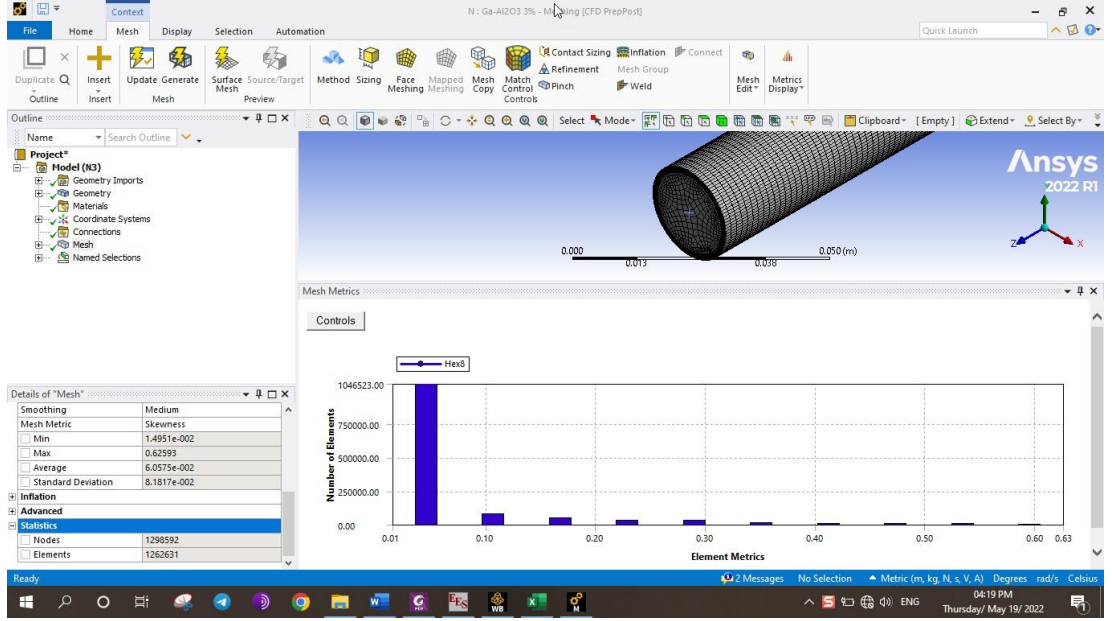 Context
N : Ga-Al2O3 3% - Meshing [CFD PrepPost]
File Home Mesh Display Selection Automation
Quick Launch
Duplicate Q
Outline
Insert
Insert
Update Generate
Mesh
Surface Mesh Source/Target
Preview
Method Sizing
Face Meshing
Mapped Meshing
Mesh Copy
Match Control
Contact Sizing Inflation Connect
Refinement Mesh Group
Pinch Weld
Controls
Mesh Edit
Metrics Display
Outline
Name Search Outline
Select Mode Clipboard [Empty] Extend Select By
Project*
Model (N3)
Geometry Imports
Geometry
Materials
Coordinate Systems
Connections
Mesh
Named Selections
Ansys
2022 R1
Y
Z X
0.000 0.050 (m)
0.013 0.038
Mesh Metrics
Controls
Hex8
Number of Elements
1046523.00
750000.00
500000.00
250000.00
0.00
0.01 0.10 0.20 0.30 0.40 0.50 0.60 0.63
Element Metrics
Details of "Mesh"
Smoothing Medium
Mesh Metric Skewness
Min 1.4951e-002
Max 0.62593
Average 6.0575e-002
Standard Deviation 8.1817e-002
Inflation
Advanced
Statistics
Nodes 1298592
Elements 1262631
Ready
2 Messages No Selection Metric (m, kg, N, s, V, A) Degrees rad/s Celsius
W EES WB X M S ENG
04:19 PM
Thursday/ May 19/ 2022